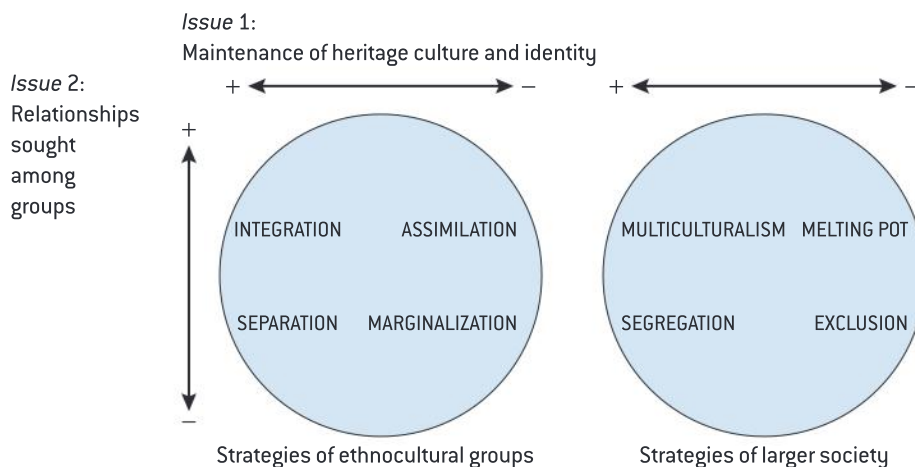 Issue 1:
Maintenance of heritage culture and identity
Issue 2:
Relationships
sought
among
groups
+ − + −
+
INTEGRATION ASSIMILATION MULTICULTURALISM MELTING POT
SEPARATION MARGINALIZATION SEGREGATION EXCLUSION
−
Strategies of ethnocultural groups Strategies of larger society